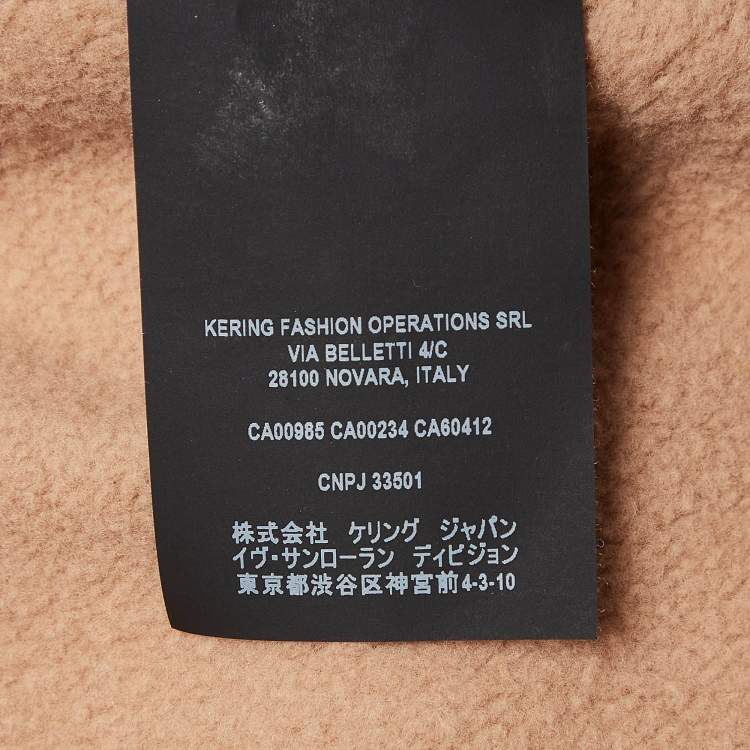 KERING FASHION OPERATIONS SRL
VIA BELLETTI 4/C
28100 NOVARA, ITALY
CA00985 CA00234 CA60412
CNPJ 33501
株式会社 ケリング ジャパン
イヴ・サンローラン ディビジョン
東京都渋谷区神宮前4-3-10